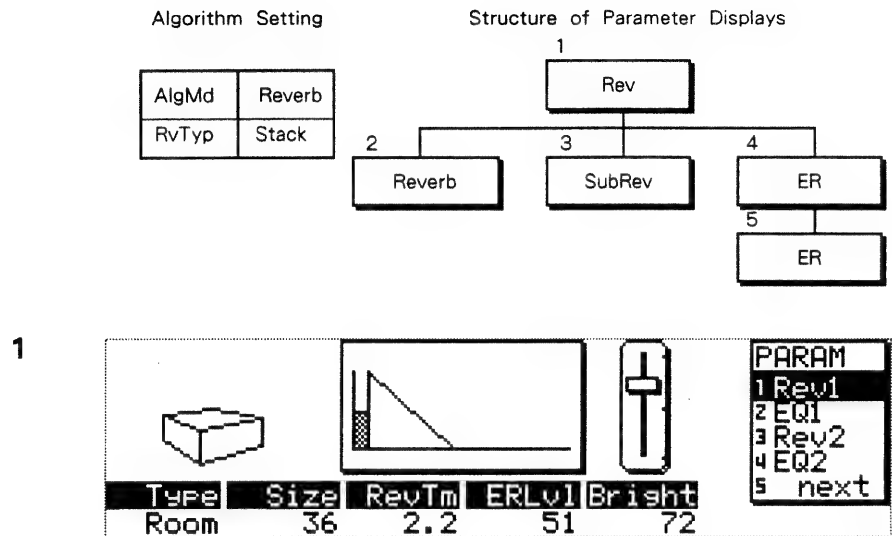 Algorithm Setting
Structure of Parameter Displays
AlgMd Reverb
RvTyp Stack
1
Rev
2
Reverb
3
SubRev
4
ER
5
ER
1
Type Size RevTm ERLvl Bright
Room 36 2.2 51 72
PARAM
1 Rev1
2 EQ1
3 Rev2
4 EQ2
5 next